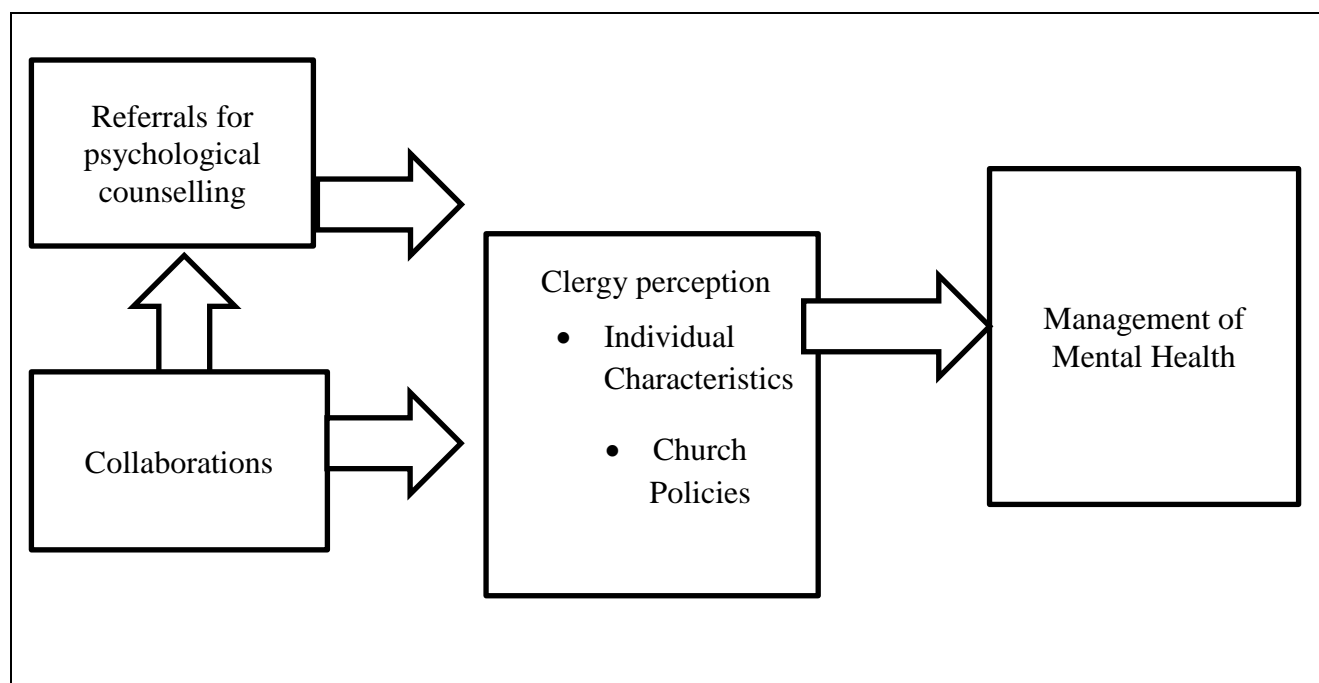 Referrals for
psychological
counselling
Collaborations
Clergy perception
• Individual
Characteristics
• Church
Policies
Management of
Mental Health